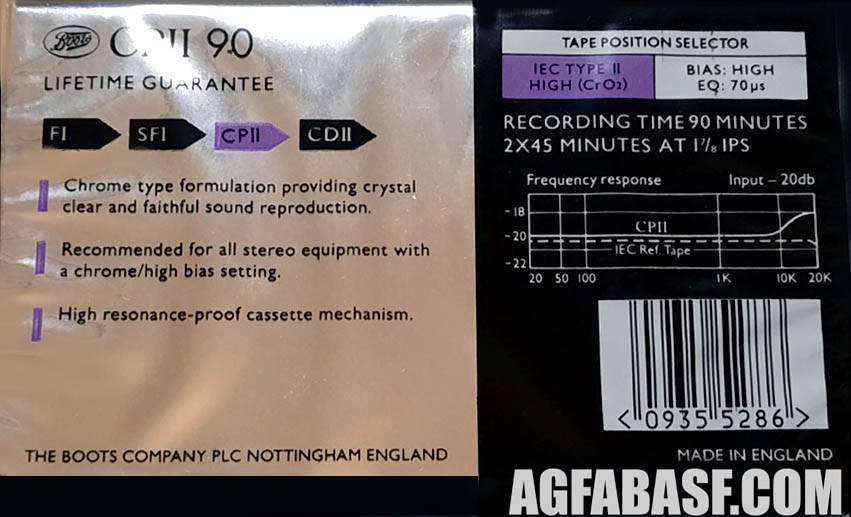 Boots CPII 90
LIFETIME GUARANTEE
FI SFI CPII CDII
Chrome type formulation providing crystal
clear and faithful sound reproduction.
Recommended for all stereo equipment with
a chrome/high bias setting.
High resonance-proof cassette mechanism.
THE BOOTS COMPANY PLC NOTTINGHAM ENGLAND
TAPE POSITION SELECTOR
IEC TYPE II
HIGH (CrO2)
BIAS: HIGH
EQ: 70µs
RECORDING TIME 90 MINUTES
2X45 MINUTES AT 1⅞ IPS
Frequency response Input – 20db
-18
CPII
-20
IEC Ref. Tape
-22
20 50 100 1K 10K 20K
<"09355286">
MADE IN ENGLAND
AGFABASF.COM